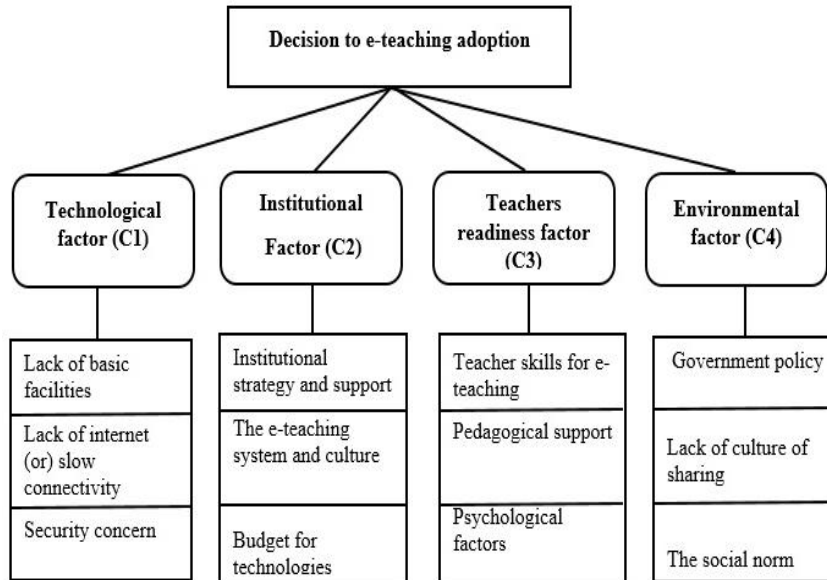 Decision to e-teaching adoption
Technological
factor (C1)
Institutional
Factor (C2)
Teachers
readiness factor
(C3)
Environmental
factor (C4)
Lack of basic
facilities
Lack of internet
(or) slow
connectivity
Security concern
Institutional
strategy and support
The e-teaching
system and culture
Budget for
technologies
Teacher skills for e-
teaching
Pedagogical support
Psychological
factors
Government policy
Lack of culture of
sharing
The social norm